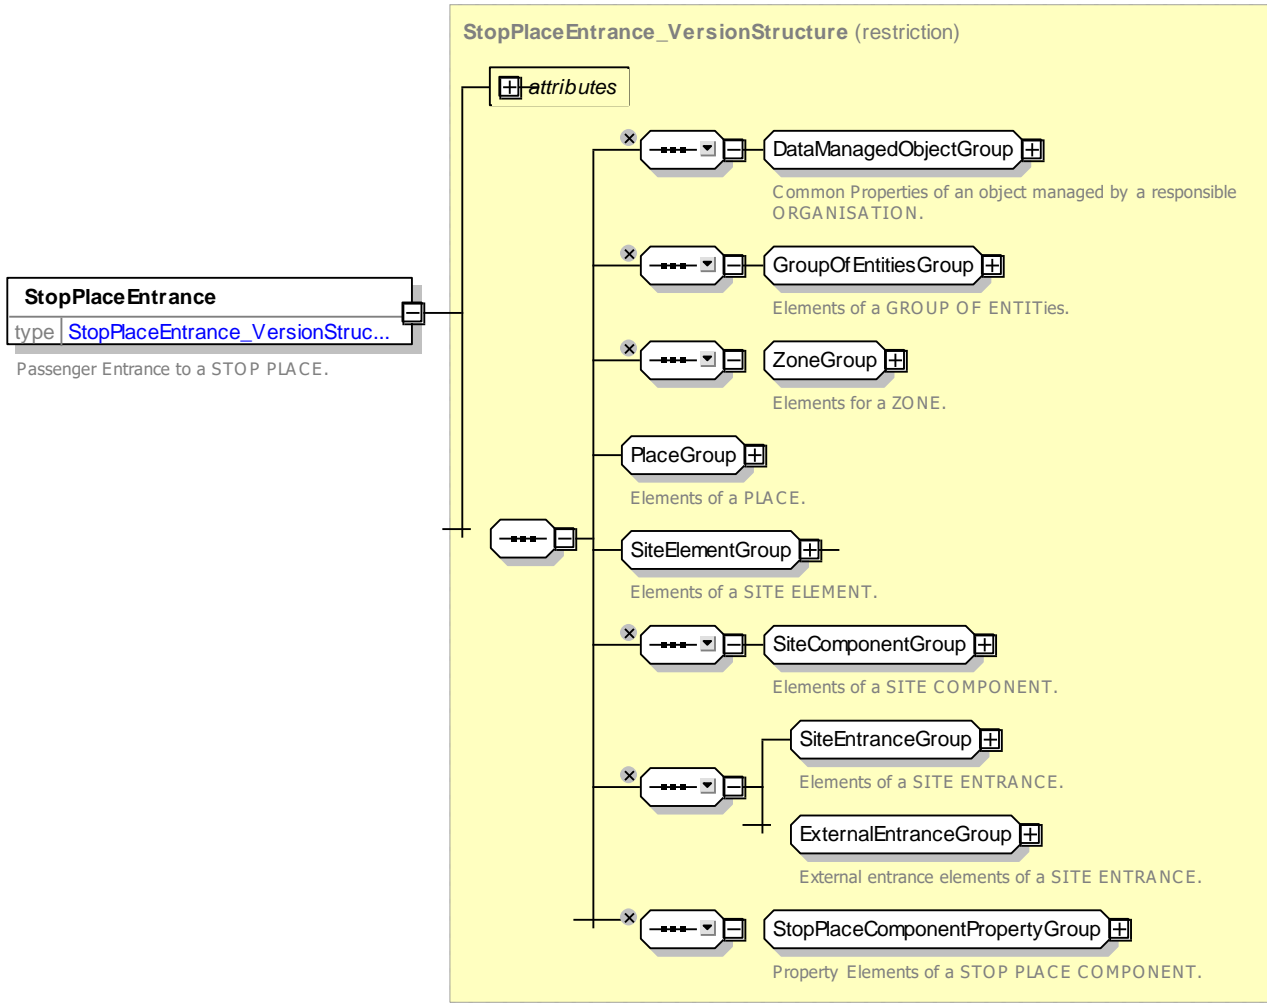 StopPlaceEntrance_VersionStructure (restriction)
attributes
DataManagedObjectGroup
Common Properties of an object managed by a responsible
ORGANISATION.
GroupOfEntitiesGroup
Elements of a GROUP OF ENTITies.
StopPlaceEntrance
type StopPlaceEntrance_VersionStruc...
Passenger Entrance to a STOP PLACE.
ZoneGroup
Elements for a ZONE.
PlaceGroup
Elements of a PLACE.
SiteElementGroup
Elements of a SITE ELEMENT.
SiteComponentGroup
Elements of a SITE COMPONENT.
SiteEntranceGroup
Elements of a SITE ENTRANCE.
ExternalEntranceGroup
External entrance elements of a SITE ENTRANCE.
StopPlaceComponentPropertyGroup
Property Elements of a STOP PLACE COMPONENT.